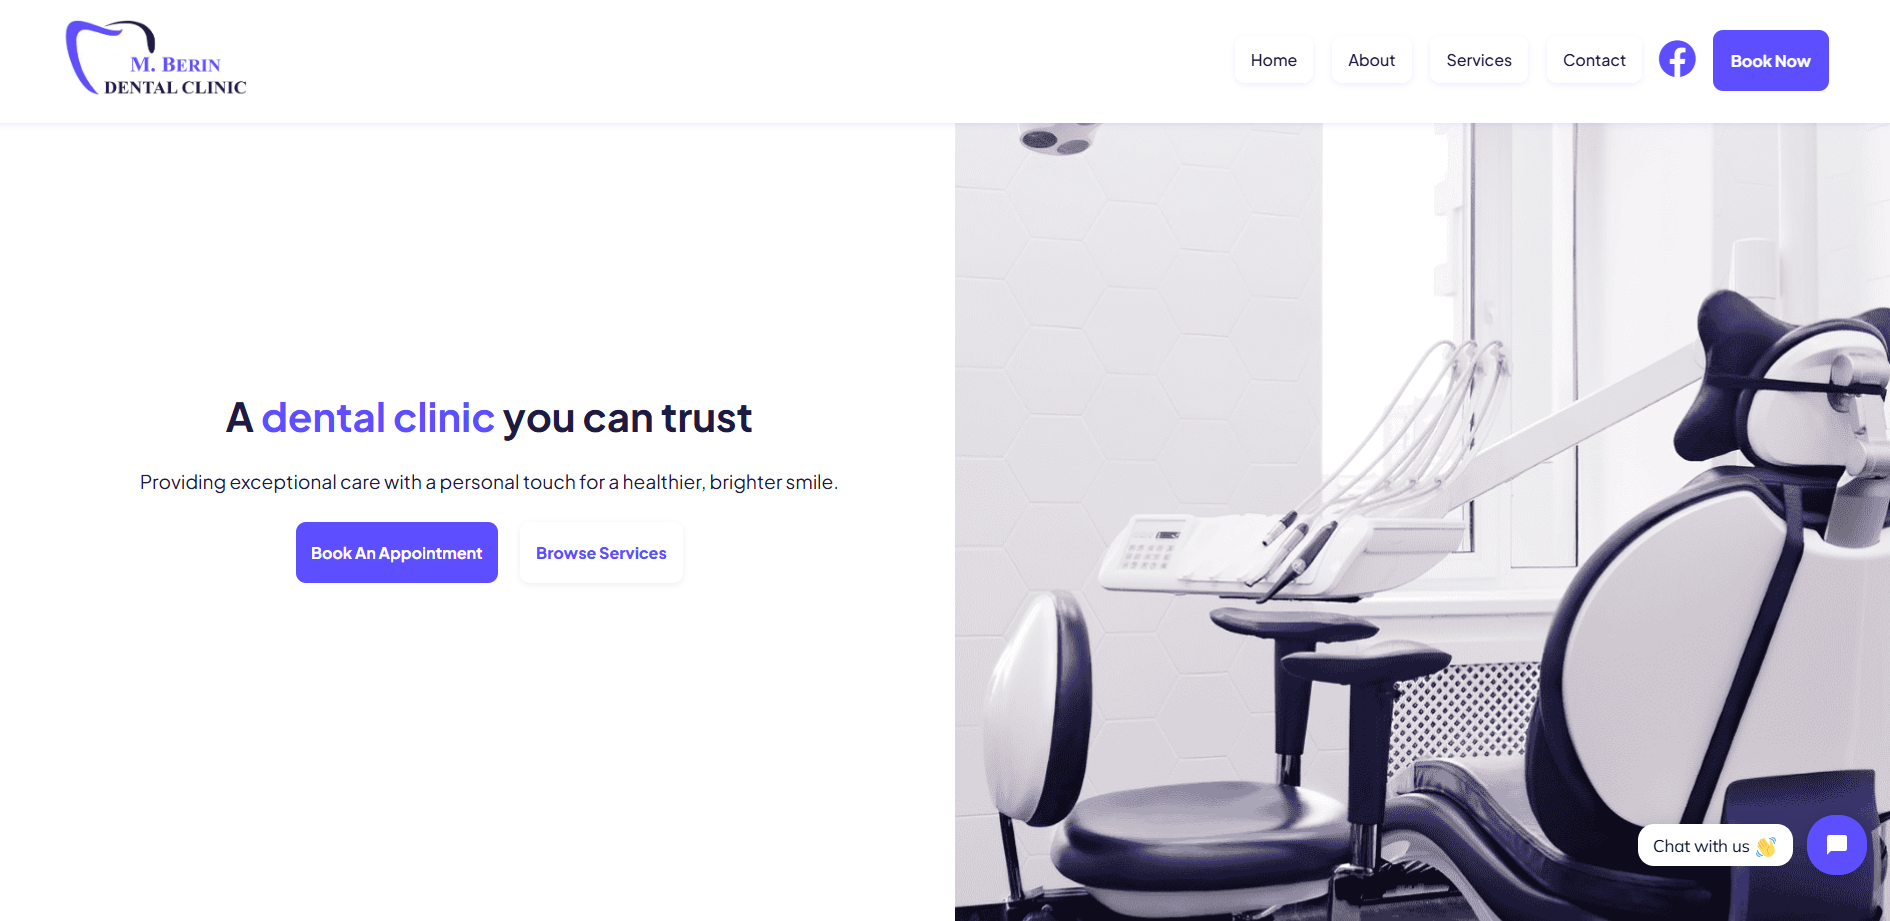 M. BERIN
DENTAL CLINIC
Home
About
Services
Contact
Book Now
A dental clinic you can trust
Providing exceptional care with a personal touch for a healthier, brighter smile.
Book An Appointment
Browse Services
Chat with us 👋